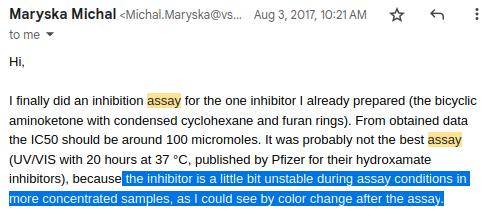 Maryska Michal <Michal.Maryska@vs... Aug 3, 2017, 10:21 AM
to me
Hi,
I finally did an inhibition assay for the one inhibitor I already prepared (the bicyclic
aminoketone with condensed cyclohexane and furan rings). From obtained data
the IC50 should be around 100 micromoles. It was probably not the best assay
(UV/VIS with 20 hours at 37 °C, published by Pfizer for their hydroxamate
inhibitors), because the inhibitor is a little bit unstable during assay conditions in
more concentrated samples, as I could see by color change after the assay.